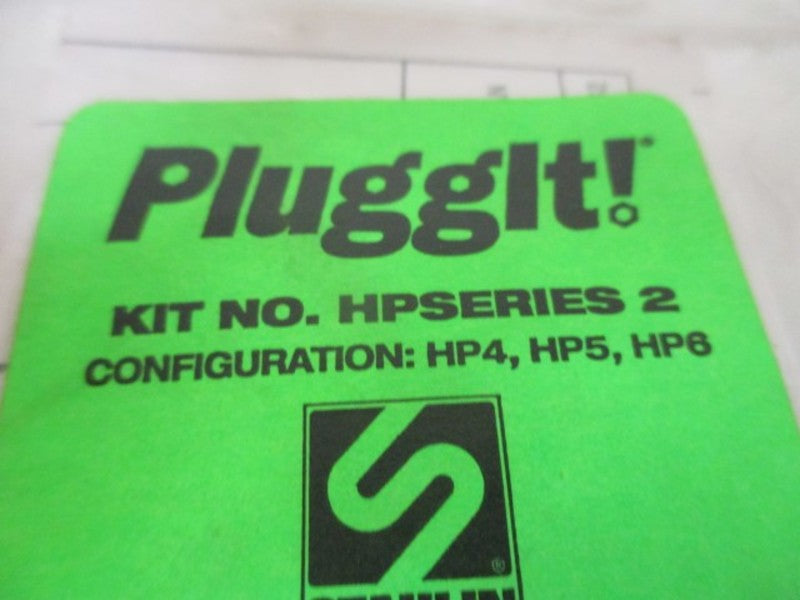 PluggIt!®
KIT NO. HPSERIES 2
CONFIGURATION: HP4, HP5, HP6
®